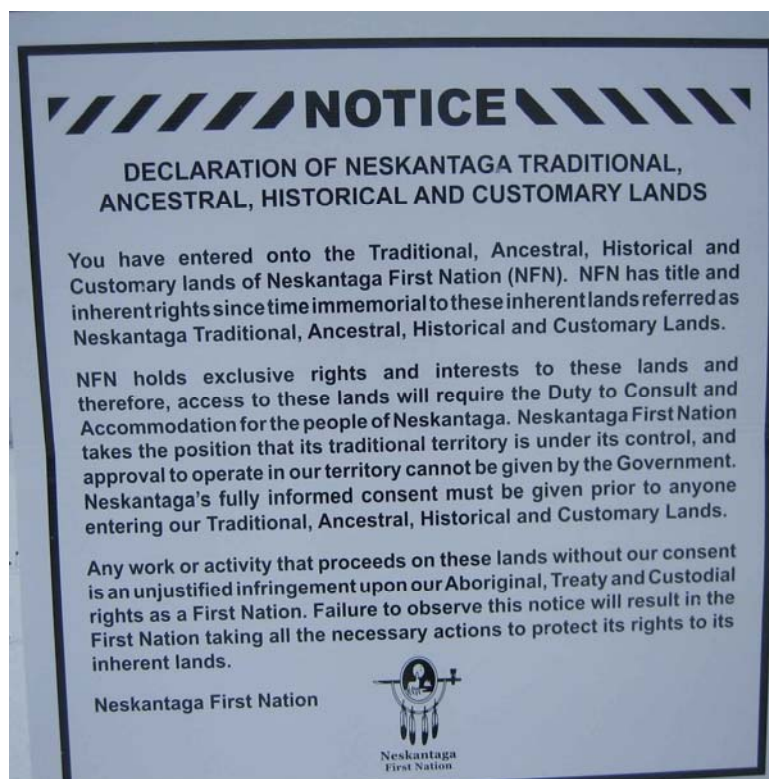 NOTICE
DECLARATION OF NESKANTAGA TRADITIONAL,
ANCESTRAL, HISTORICAL AND CUSTOMARY LANDS
You have entered onto the Traditional, Ancestral, Historical and
Customary lands of Neskantaga First Nation (NFN). NFN has title and
inherent rights since time immemorial to these inherent lands referred as
Neskantaga Traditional, Ancestral, Historical and Customary Lands.
NFN holds exclusive rights and interests to these lands and
therefore, access to these lands will require the Duty to Consult and
Accommodation for the people of Neskantaga. Neskantaga First Nation
takes the position that its traditional territory is under its control, and
approval to operate in our territory cannot be given by the Government.
Neskantaga's fully informed consent must be given prior to anyone
entering our Traditional, Ancestral, Historical and Customary Lands.
Any work or activity that proceeds on these lands without our consent
is an unjustified infringement upon our Aboriginal, Treaty and Custodial
rights as a First Nation. Failure to observe this notice will result in the
First Nation taking all the necessary actions to protect its rights to its
inherent lands.
Neskantaga First Nation
Neskantaga
First Nation